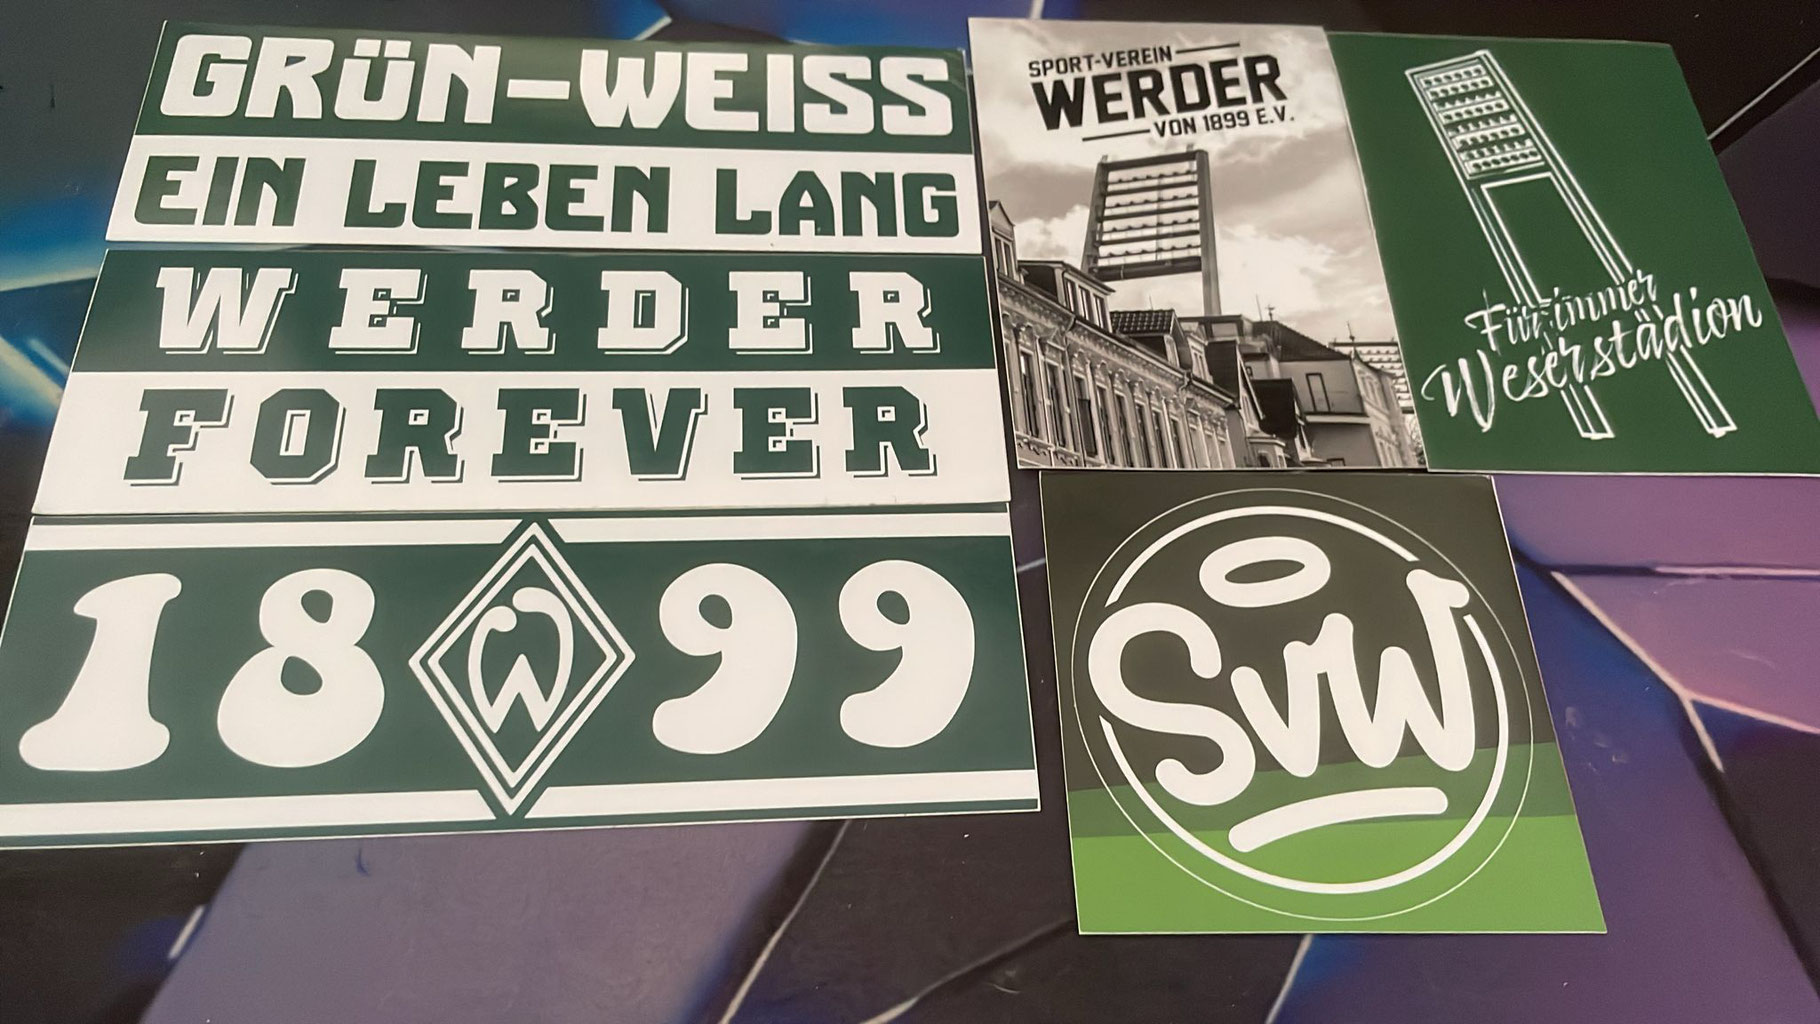 GRÜN-WEISS
EIN LEBEN LANG
WERDER
FOREVER
18 W 99
SPORT-VEREIN
WERDER
VON 1899 E.V.
Für immer
Weserstadion
SVW